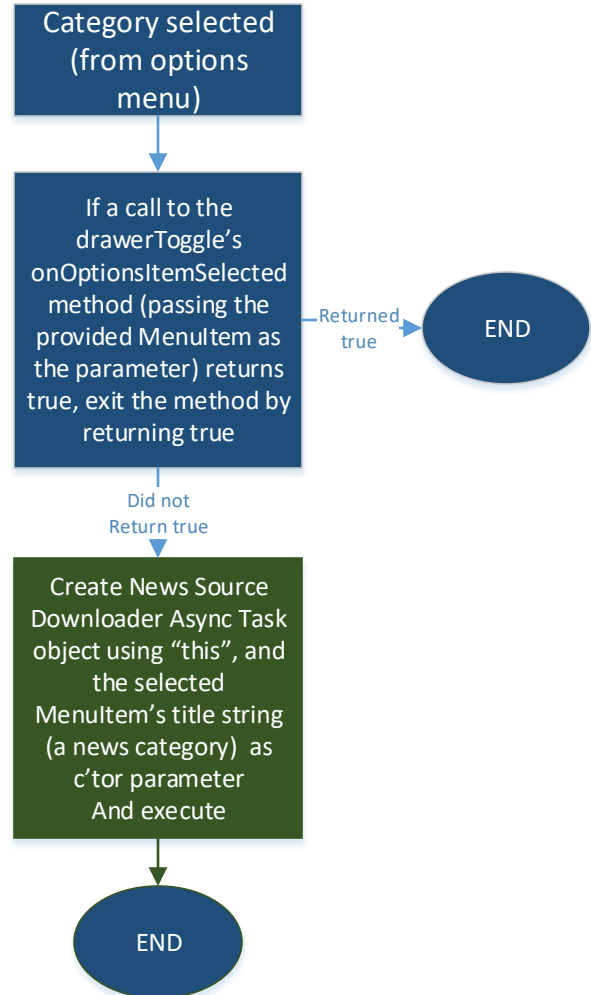 Category selected
(from options
menu)
If a call to the
drawerToggle’s
onOptionsItemSelected
method (passing the
provided MenuItem as
the parameter) returns
true, exit the method by
returning true
Returned
true
END
Did not
Return true
Create News Source
Downloader Async Task
object using “this”, and
the selected
MenuItem’s title string
(a news category)  as
c’tor parameter
And execute
END